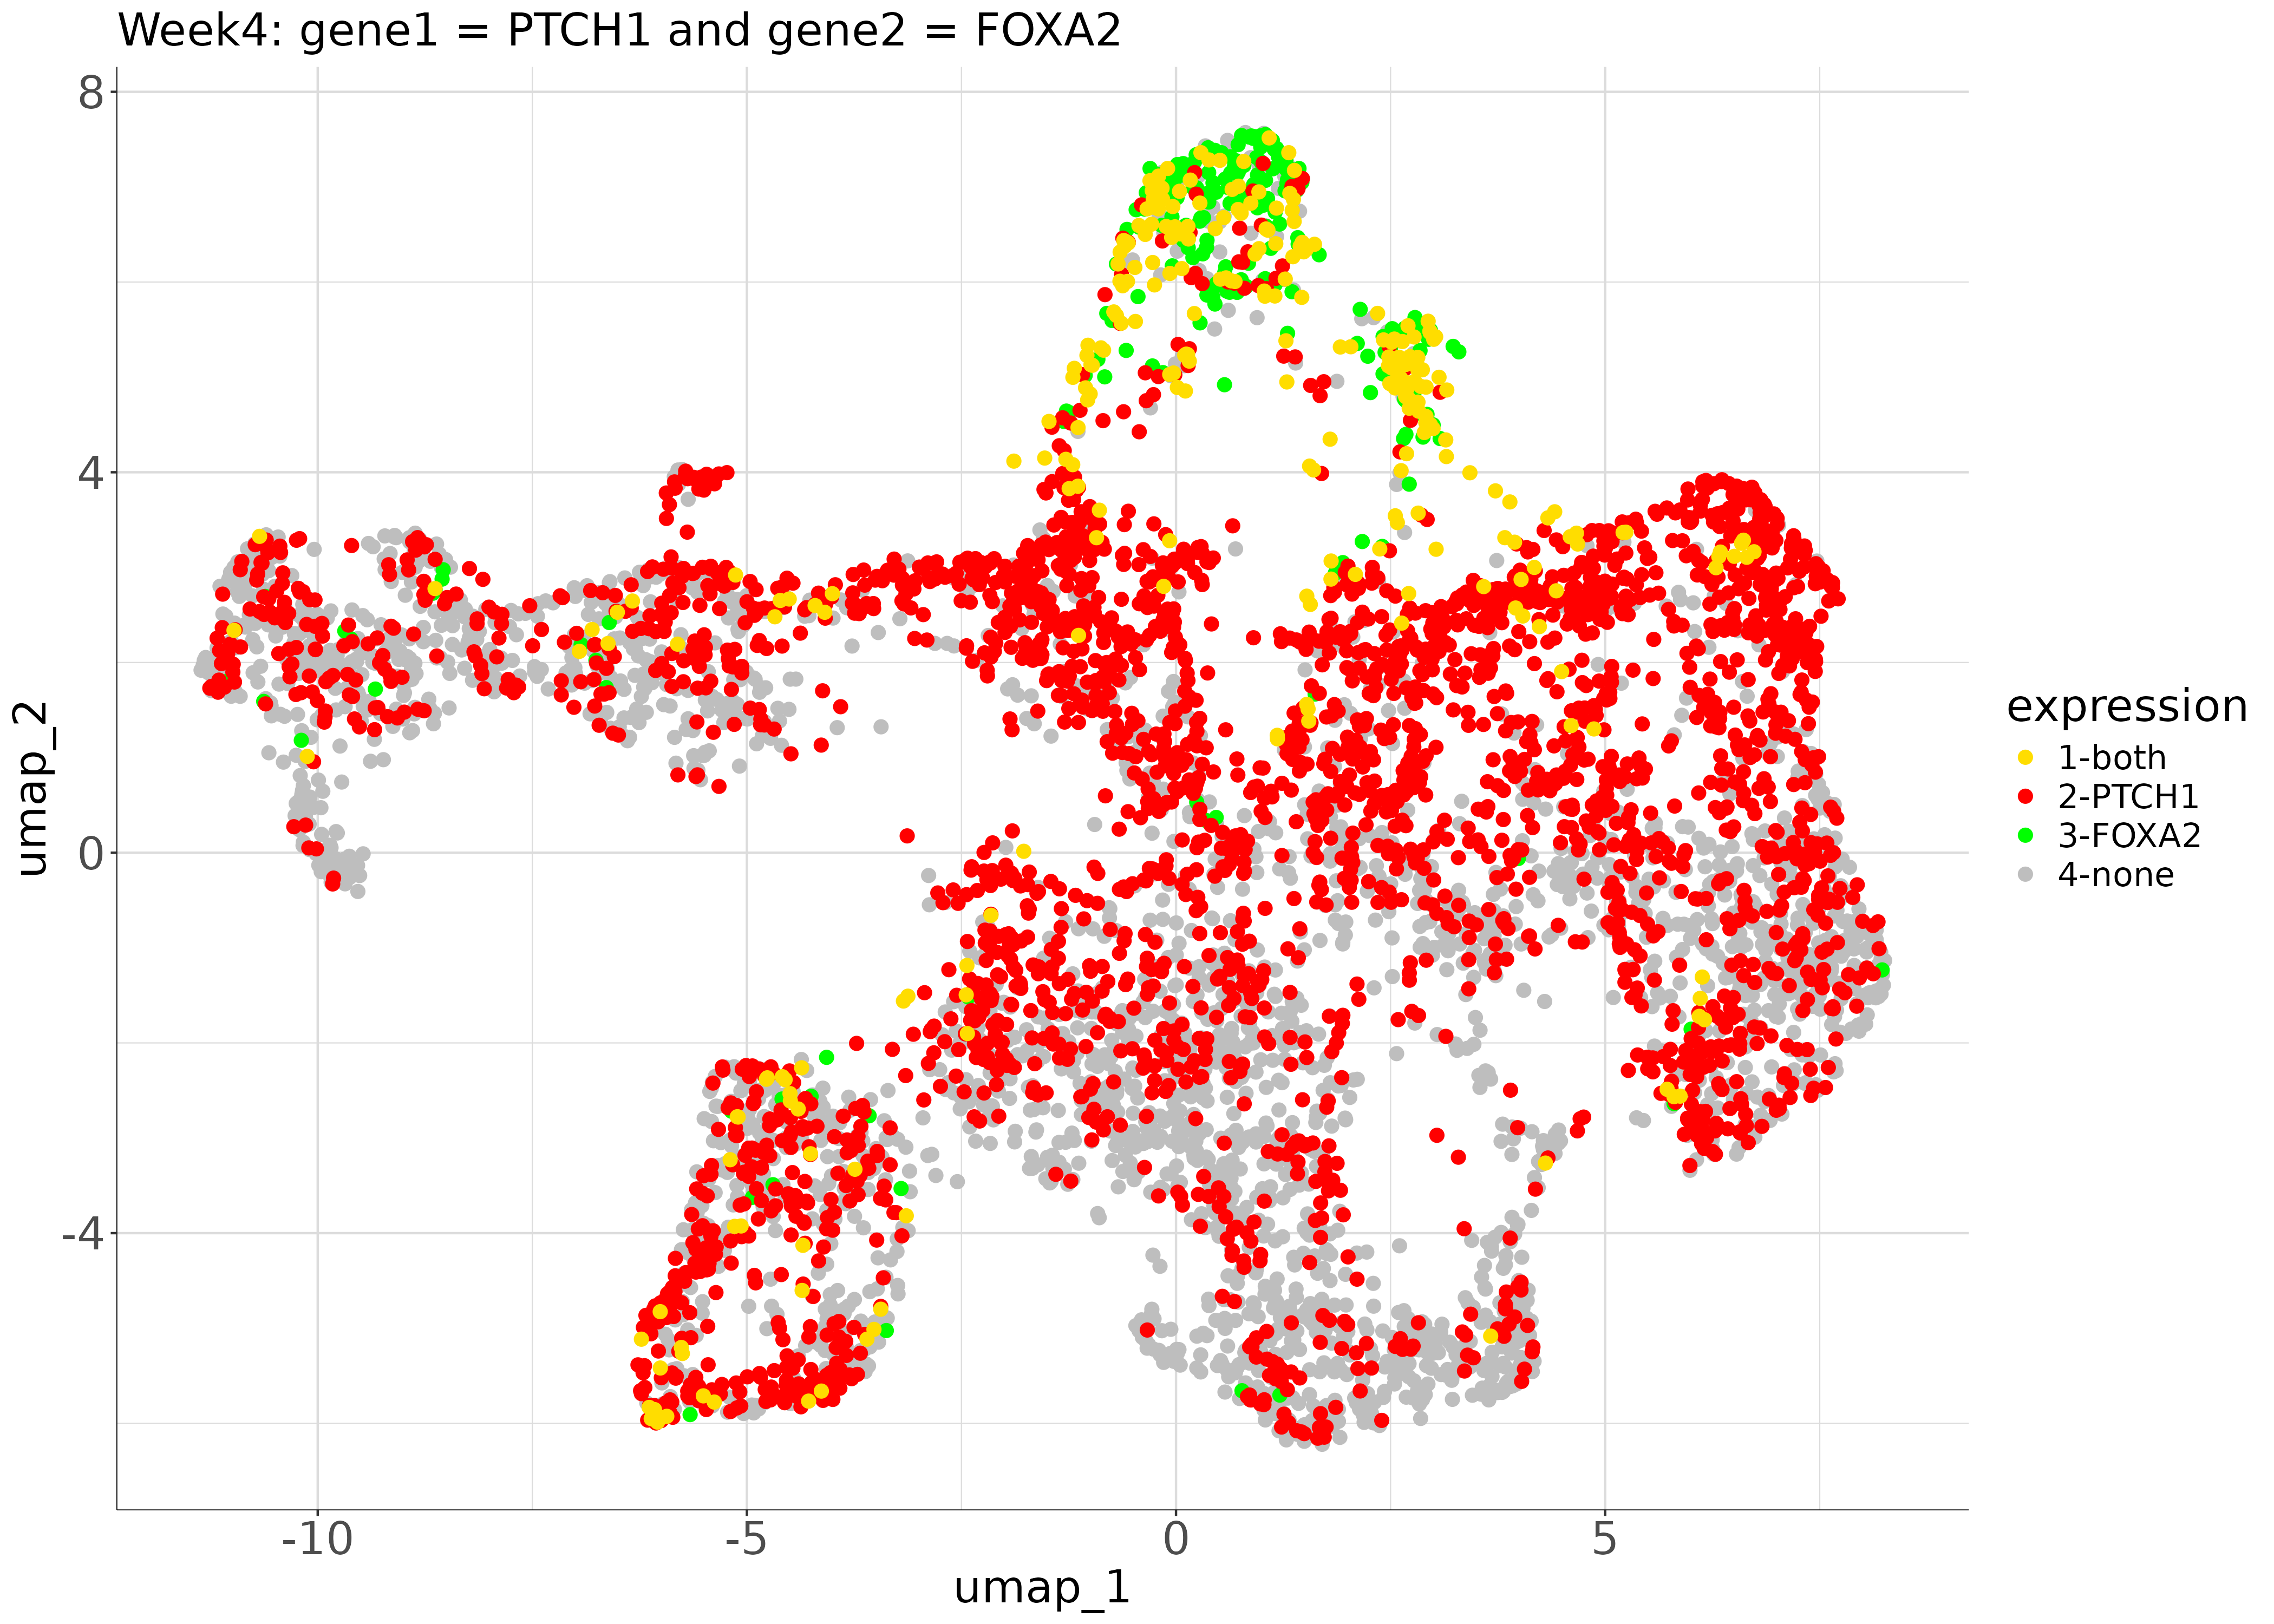 Week4: gene1 = PTCH1 and gene2 = FOXA2
8
4
0
-4
umap_2
-10
-5
0
5
umap_1
expression
1-both
2-PTCH1
3-FOXA2
4-none